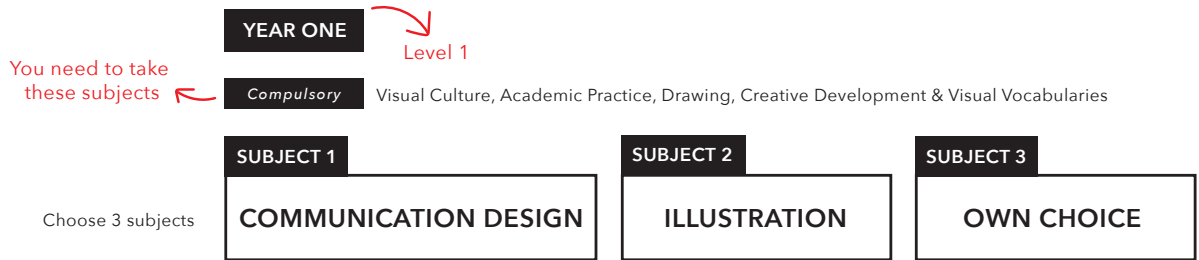 YEAR ONE
Level 1
You need to take
these subjects
Compulsory
Visual Culture, Academic Practice, Drawing, Creative Development & Visual Vocabularies
SUBJECT 1
SUBJECT 2
SUBJECT 3
Choose 3 subjects
COMMUNICATION DESIGN
ILLUSTRATION
OWN CHOICE